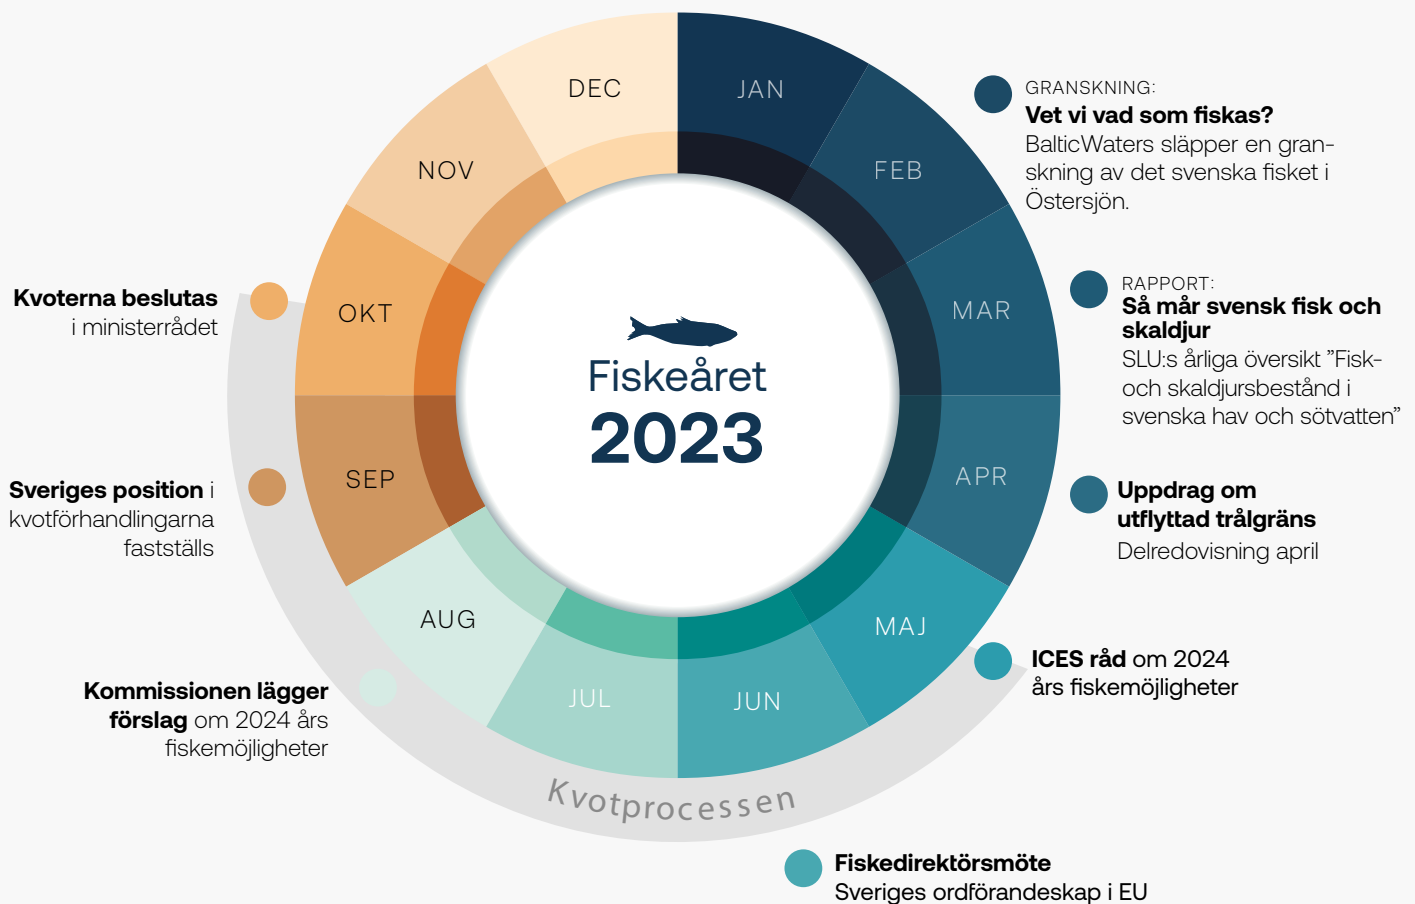 JAN
FEB
MAR
APR
MAJ
JUN
JUL
AUG
SEP
OKT
NOV
DEC
Fiskeåret
2023
GRANSKNING:
Vet vi vad som fiskas?
BalticWaters släpper en gran-
skning av det svenska fisket i
Östersjön.
RAPPORT:
Så mår svensk fisk och
skaldjur
SLU:s årliga översikt ”Fisk-
och skaldjursbestånd i
svenska hav och sötvatten”
Uppdrag om
utflyttad trålgräns
Delredovisning april
ICES råd om 2024
års fiskemöjligheter
Fiskedirektörsmöte
Sveriges ordförandeskap i EU
Kvotprocessen
Kommissionen lägger
förslag om 2024 års
fiskemöjligheter
Sveriges position i
kvotförhandlingarna
fastställs
Kvoterna beslutas
i ministerrådet